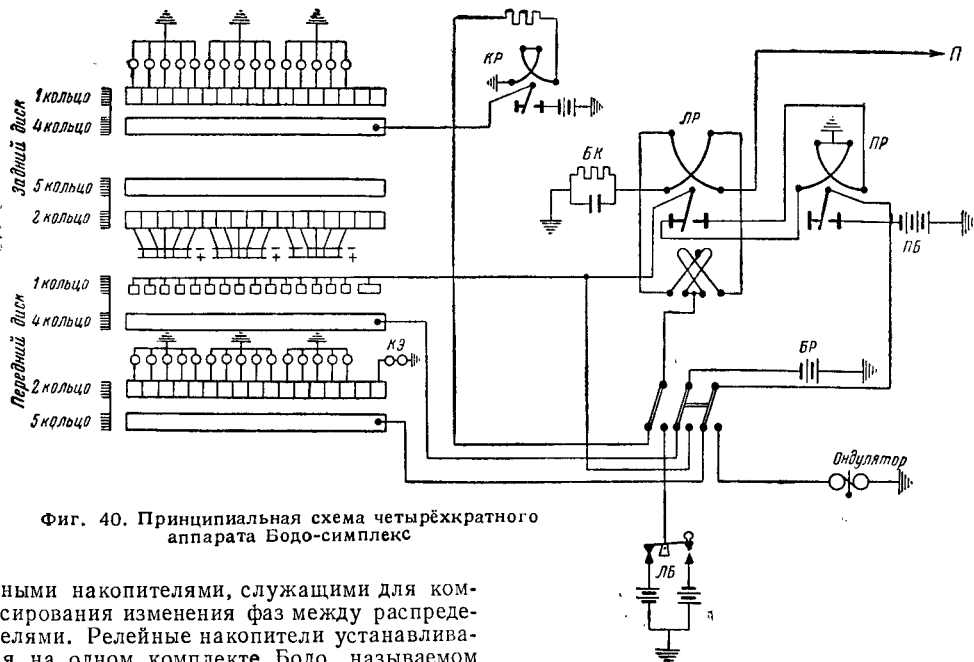 Задний диск
1 кольцо
4 кольцо
5 кольцо
2 кольцо
Передний диск
1 кольцо
4 кольцо
2 кольцо
5 кольцо
КЭ
КР
БК
ЛР
ПР
П
ПБ
БР
Ондулятор
ЛБ
+
+
+
Фиг. 40. Принципиальная схема четырёхкратного
аппарата Бодо-симплекс
ными накопителями, служащими для ком-
сирования изменения фаз между распреде-
елями. Релейные накопители устанавлива-
я на одном комплекте Бодо, называемом